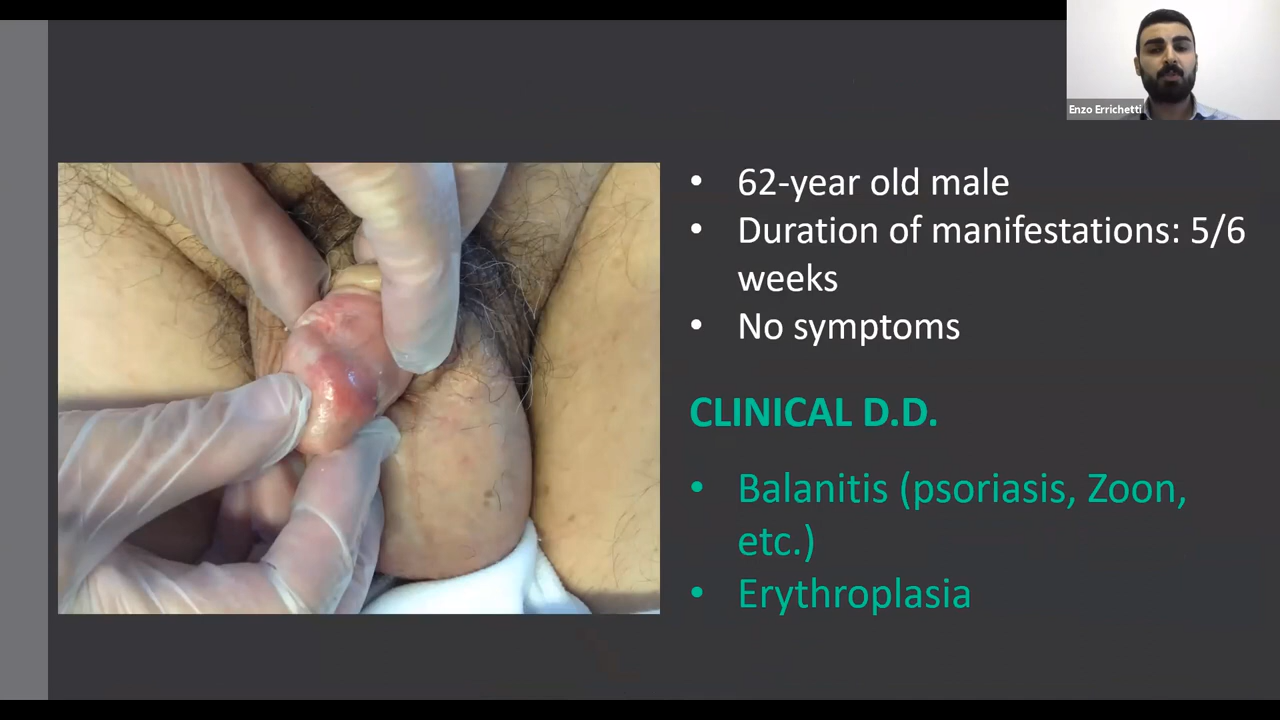 Enzo Errichetti
• 62-year old male
• Duration of manifestations: 5/6
weeks
• No symptoms
CLINICAL D.D.
• Balanitis (psoriasis, Zoon,
etc.)
• Erythroplasia